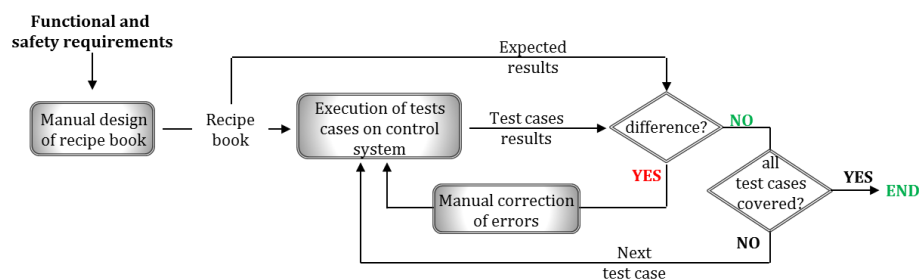 Functional and
safety requirements
Manual design
of recipe book
Recipe
book
Expected
results
Execution of tests
cases on control
system
Test cases
results
difference?
NO
YES
Manual correction
of errors
all
test cases
covered?
YES
END
NO
Next
test case